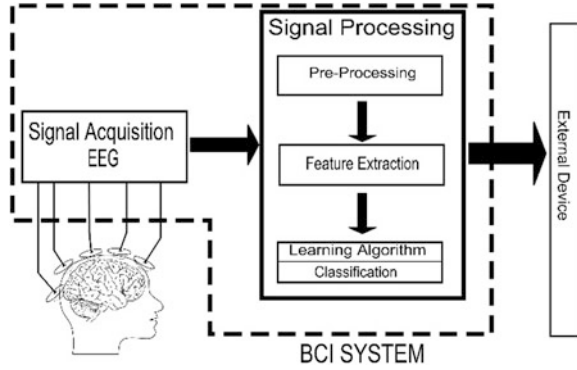 Signal Processing
Pre-Processing
Signal Acquisition
EEG
Feature Extraction
Learning Algorithm
Classification
External Device
BCI SYSTEM